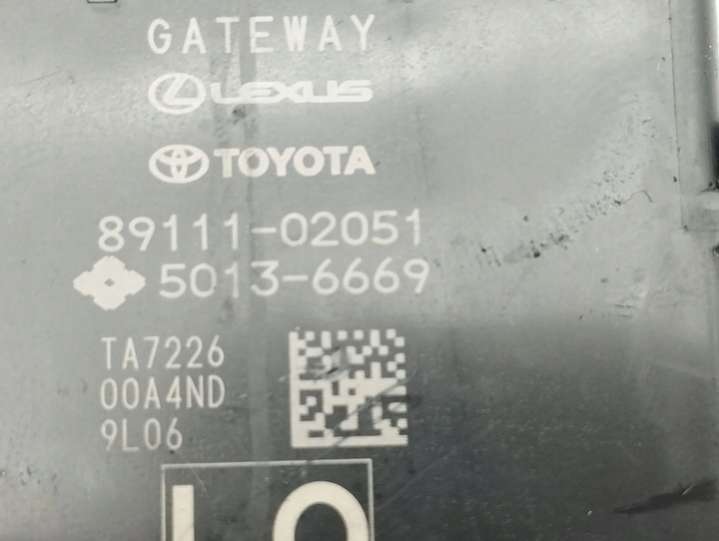 GATEWAY
LEXUS
TOYOTA
89111-02051
5013-6669
TA7226
00A4ND
9L06